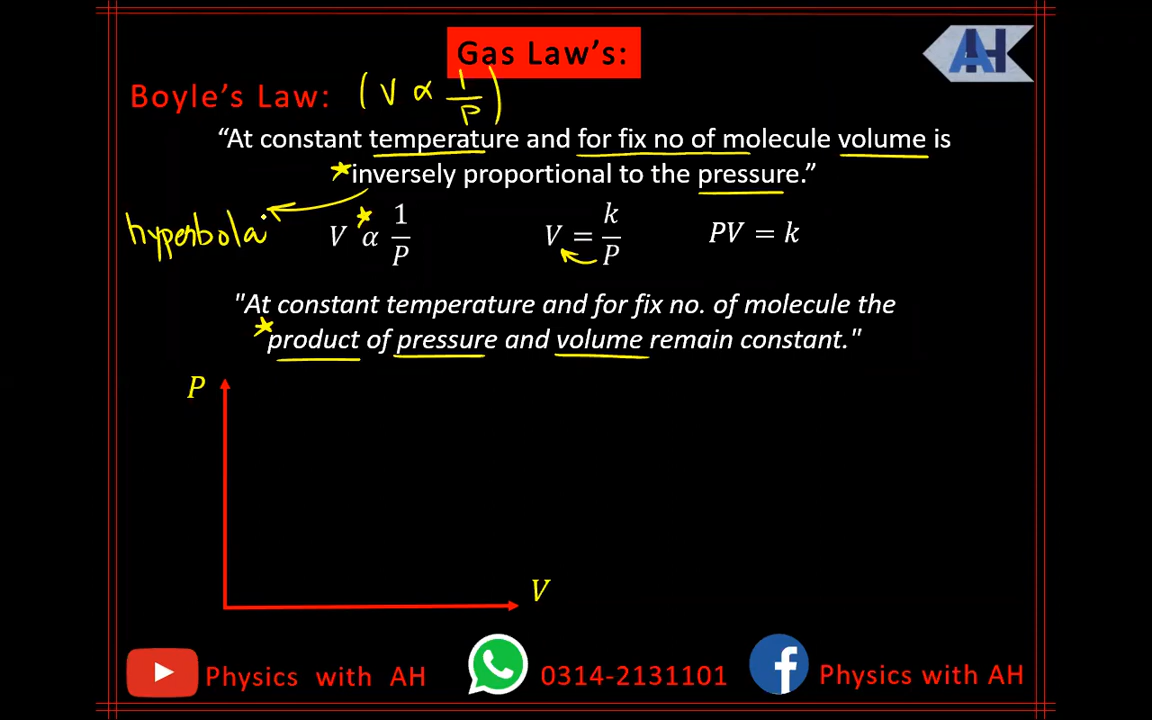 Gas Law's:
AH
Boyle's Law: (V ∝ 1/P)
“At constant temperature and for fix no of molecule volume is
*inversely proportional to the pressure.”
hyperbola V * α 1/P V = k/P PV = k
"At constant temperature and for fix no. of molecule the
*product of pressure and volume remain constant."
P
V
Physics with AH 0314-2131101 Physics with AH